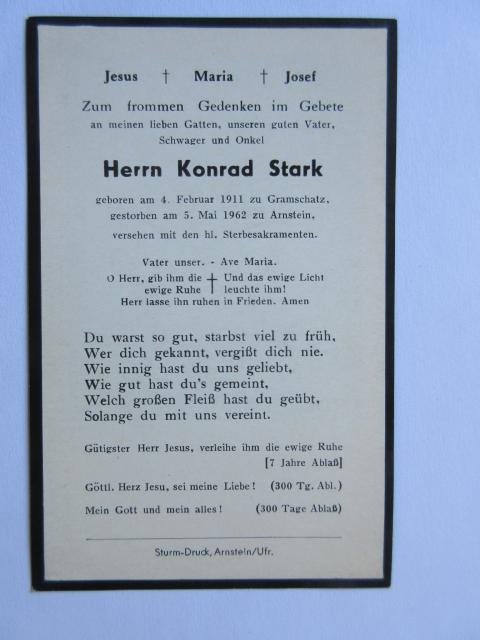 Jesus † Maria † Josef
Zum frommen Gedenken im Gebete
an meinen lieben Gatten, unseren guten Vater,
Schwager und Onkel
Herrn Konrad Stark
geboren am 4. Februar 1911 zu Gramschatz,
gestorben am 5. Mai 1962 zu Arnstein,
versehen mit den hl. Sterbesakramenten.
Vater unser. - Ave Maria.
O Herr, gib ihm die † Und das ewige Licht
ewige Ruhe leuchte ihm!
Herr lasse ihn ruhen in Frieden. Amen
Du warst so gut, starbst viel zu früh,
Wer dich gekannt, vergißt dich nie.
Wie innig hast du uns geliebt,
Wie gut hast du's gemeint,
Welch großen Fleiß hast du geübt,
Solange du mit uns vereint.
Gütigster Herr Jesus, verleihe ihm die ewige Ruhe
[7 Jahre Ablaß]
Göttl. Herz Jesu, sei meine Liebe! (300 Tg. Abl.)
Mein Gott und mein alles! (300 Tage Ablaß)
Sturm-Druck, Arnstein/Ufr.